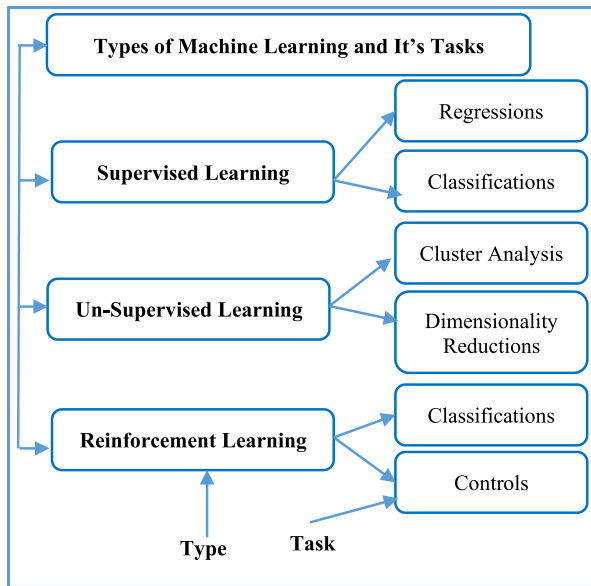 Types of Machine Learning and It’s Tasks
Regressions
Supervised Learning
Classifications
Cluster Analysis
Un-Supervised Learning
Dimensionality
Reductions
Classifications
Reinforcement Learning
Controls
Type
Task